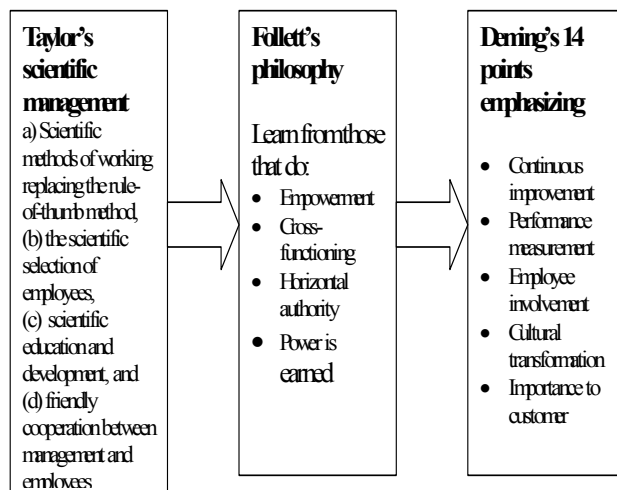 Taylor's
scientific
management
a) Scientific
methods of working
replacing the rule-
of-thumb method,
(b) the scientific
selection of
employees,
(c) scientific
education and
development, and
(d) friendly
cooperation between
management and
employees
Follett's
philosophy
Learn from those
that do:
• Empowerment
• Cross-
functioning
• Horizontal
authority
• Power is
earned
Deming's 14
points
emphasizing
• Continuous
improvement
• Performance
measurement
• Employee
involvement
• Cultural
transformation
• Importance to
customer